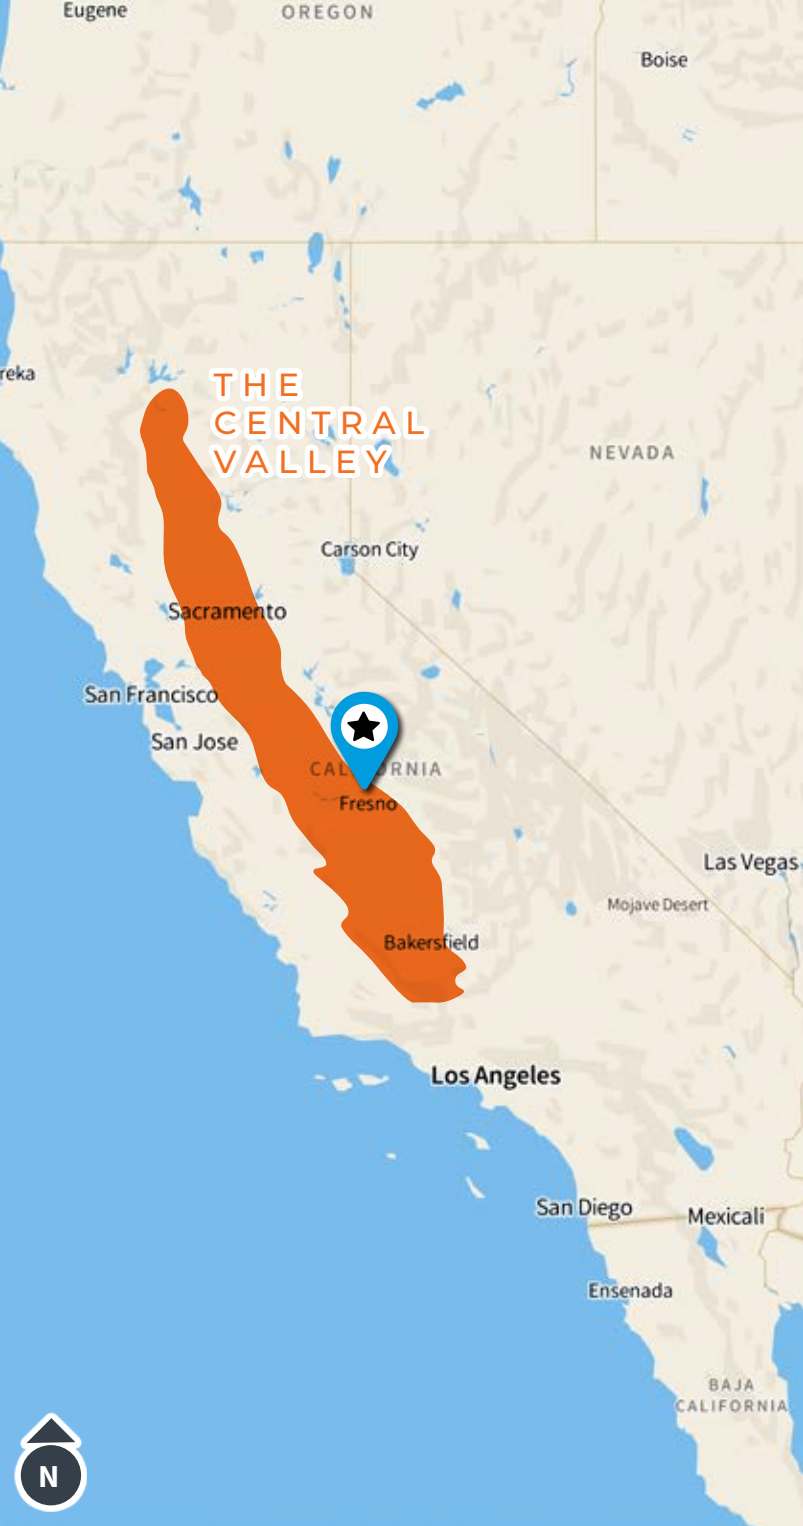 Eugene
OREGON
Boise
reka
THE
CENTRAL
VALLEY
NEVADA
Carson City
Sacramento
San Francisco
San Jose
CALIFORNIA
Fresno
Las Vegas
Mojave Desert
Bakersfield
Los Angeles
San Diego
Mexicali
Ensenada
BAJA
CALIFORNIA
N